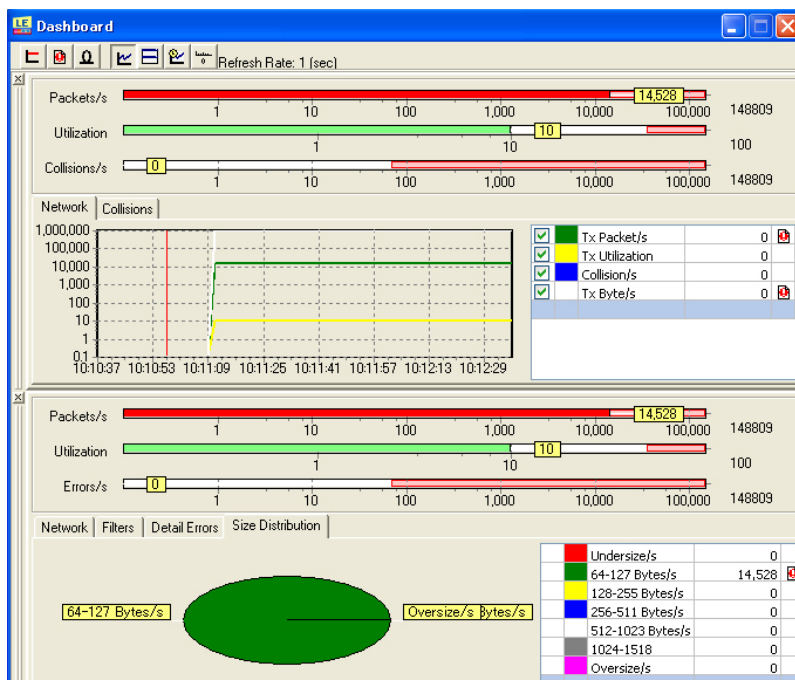 LE Dashboard
Refresh Rate: 1 (sec)
Packets/s 14,528 148809
1 10 100 1,000 10,000 100,000
Utilization 10 100
1 10
Collisions/s 0 148809
1 10 100 1,000 10,000 100,000
Network Collisions
1,000,000
100,000
10,000
1,000
100
10
1
0.1
10:10:37 10:10:53 10:11:09 10:11:25 10:11:41 10:11:57 10:12:13 10:12:29
Tx Packet/s 0
Tx Utilization 0
Collision/s 0
Tx Byte/s 0
Packets/s 14,528 148809
1 10 100 1,000 10,000 100,000
Utilization 10 100
1 10
Errors/s 0 148809
1 10 100 1,000 10,000 100,000
Network Filters Detail Errors Size Distribution
64-127 Bytes/s
Oversize/s Bytes/s
Undersize/s 0
64-127 Bytes/s 14,528
128-255 Bytes/s 0
256-511 Bytes/s 0
512-1023 Bytes/s 0
1024-1518 0
Oversize/s 0